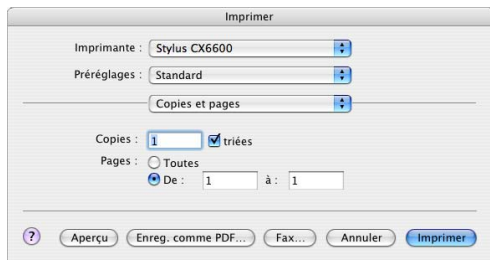 Imprimer
Imprimante : Stylus CX6600
Préréglages : Standard
Copies et pages
Copies : 1 triées
Pages : Toutes
De : 1 à : 1
? Aperçu Enreg. comme PDF... Fax... Annuler Imprimer